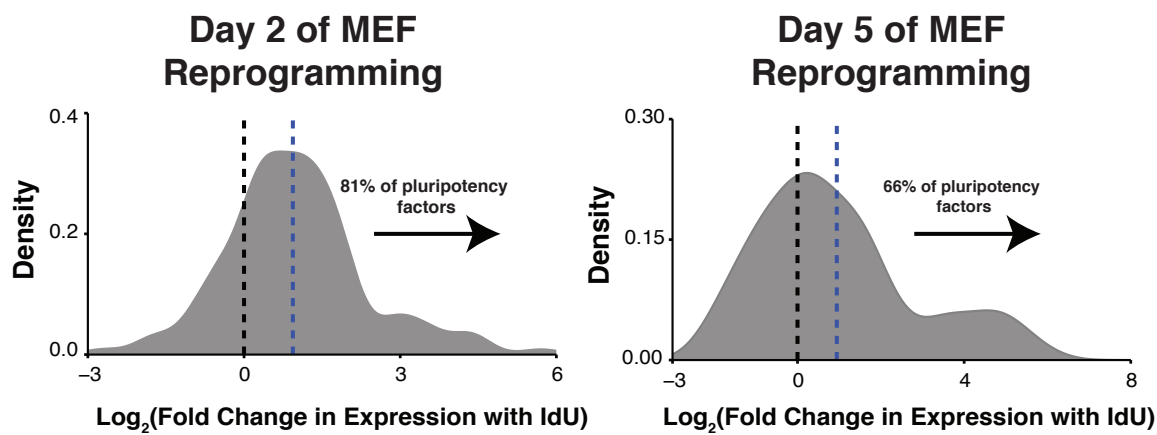 Day 2 of MEF
Reprogramming
0.4
0.2
0.0
Density
81% of pluripotency
factors
−3
0
3
6
Log2(Fold Change in Expression with IdU)
Day 5 of MEF
Reprogramming
0.30
0.15
0.00
Density
66% of pluripotency
factors
−3
0
4
8
Log2(Fold Change in Expression with IdU)